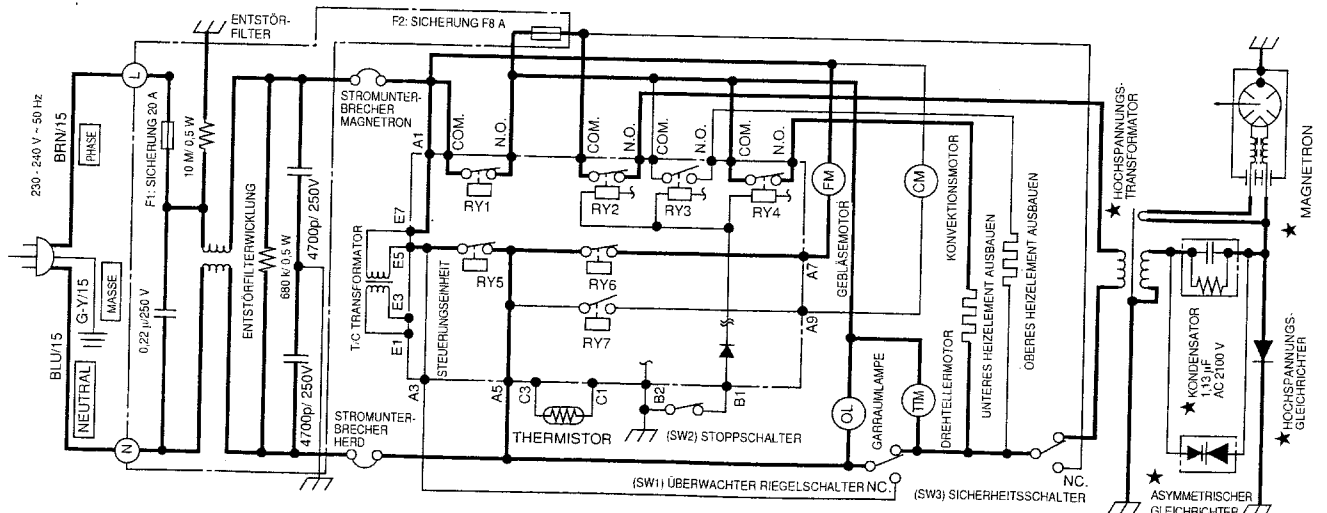 230 - 240 V ~ 50 Hz
BRN/15
PHASE
BLU/15
NEUTRAL
G-Y/15
MASSE
L
N
F1: SICHERUNG 20 A
0,22 µ/250 V
10 M/ 0,5 W
ENTSTÖR-
FILTER
ENTSTÖRFILTERWICKLUNG
680 k/ 0,5 W
4700p/ 250V
4700p/ 250V
F2: SICHERUNG F8 A
STROMUNTER-
BRECHER
MAGNETRON
STROMUNTER-
BRECHER
HERD
T/C TRANSFORMATOR
STEUERUNGSEINHEIT
A1
E7
E5
E3
E1
A3
A5
C3
C1
B2
B1
A7
A9
COM.
N.O.
COM.
N.O.
COM.
N.O.
COM.
N.O.
RY1
RY2
RY3
RY4
RY5
RY6
RY7
THERMISTOR
(SW2) STOPPSCHALTER
(SW1) ÜBERWACHTER RIEGELSCHALTER
NC.
(SW3) SICHERHEITSSCHALTER
NC.
FM
GEBLÄSEMOTOR
CM
KONVEKTIONSMOTOR
O.L
GARRAUMLAMPE
TTM
DREHTELLERMOTOR
UNTERES HEIZELEMENT AUSBAUEN
OBERES HEIZELEMENT AUSBAUEN
★ HOCHSPANNUNGS-
TRANSFORMATOR
★ MAGNETRON
★ KONDENSATOR
1,13 µF
AC 2100 V
★ HOCHSPANNUNGS-
GLEICHRICHTER
★ ASYMMETRISCHER
GLEICHRICHTER